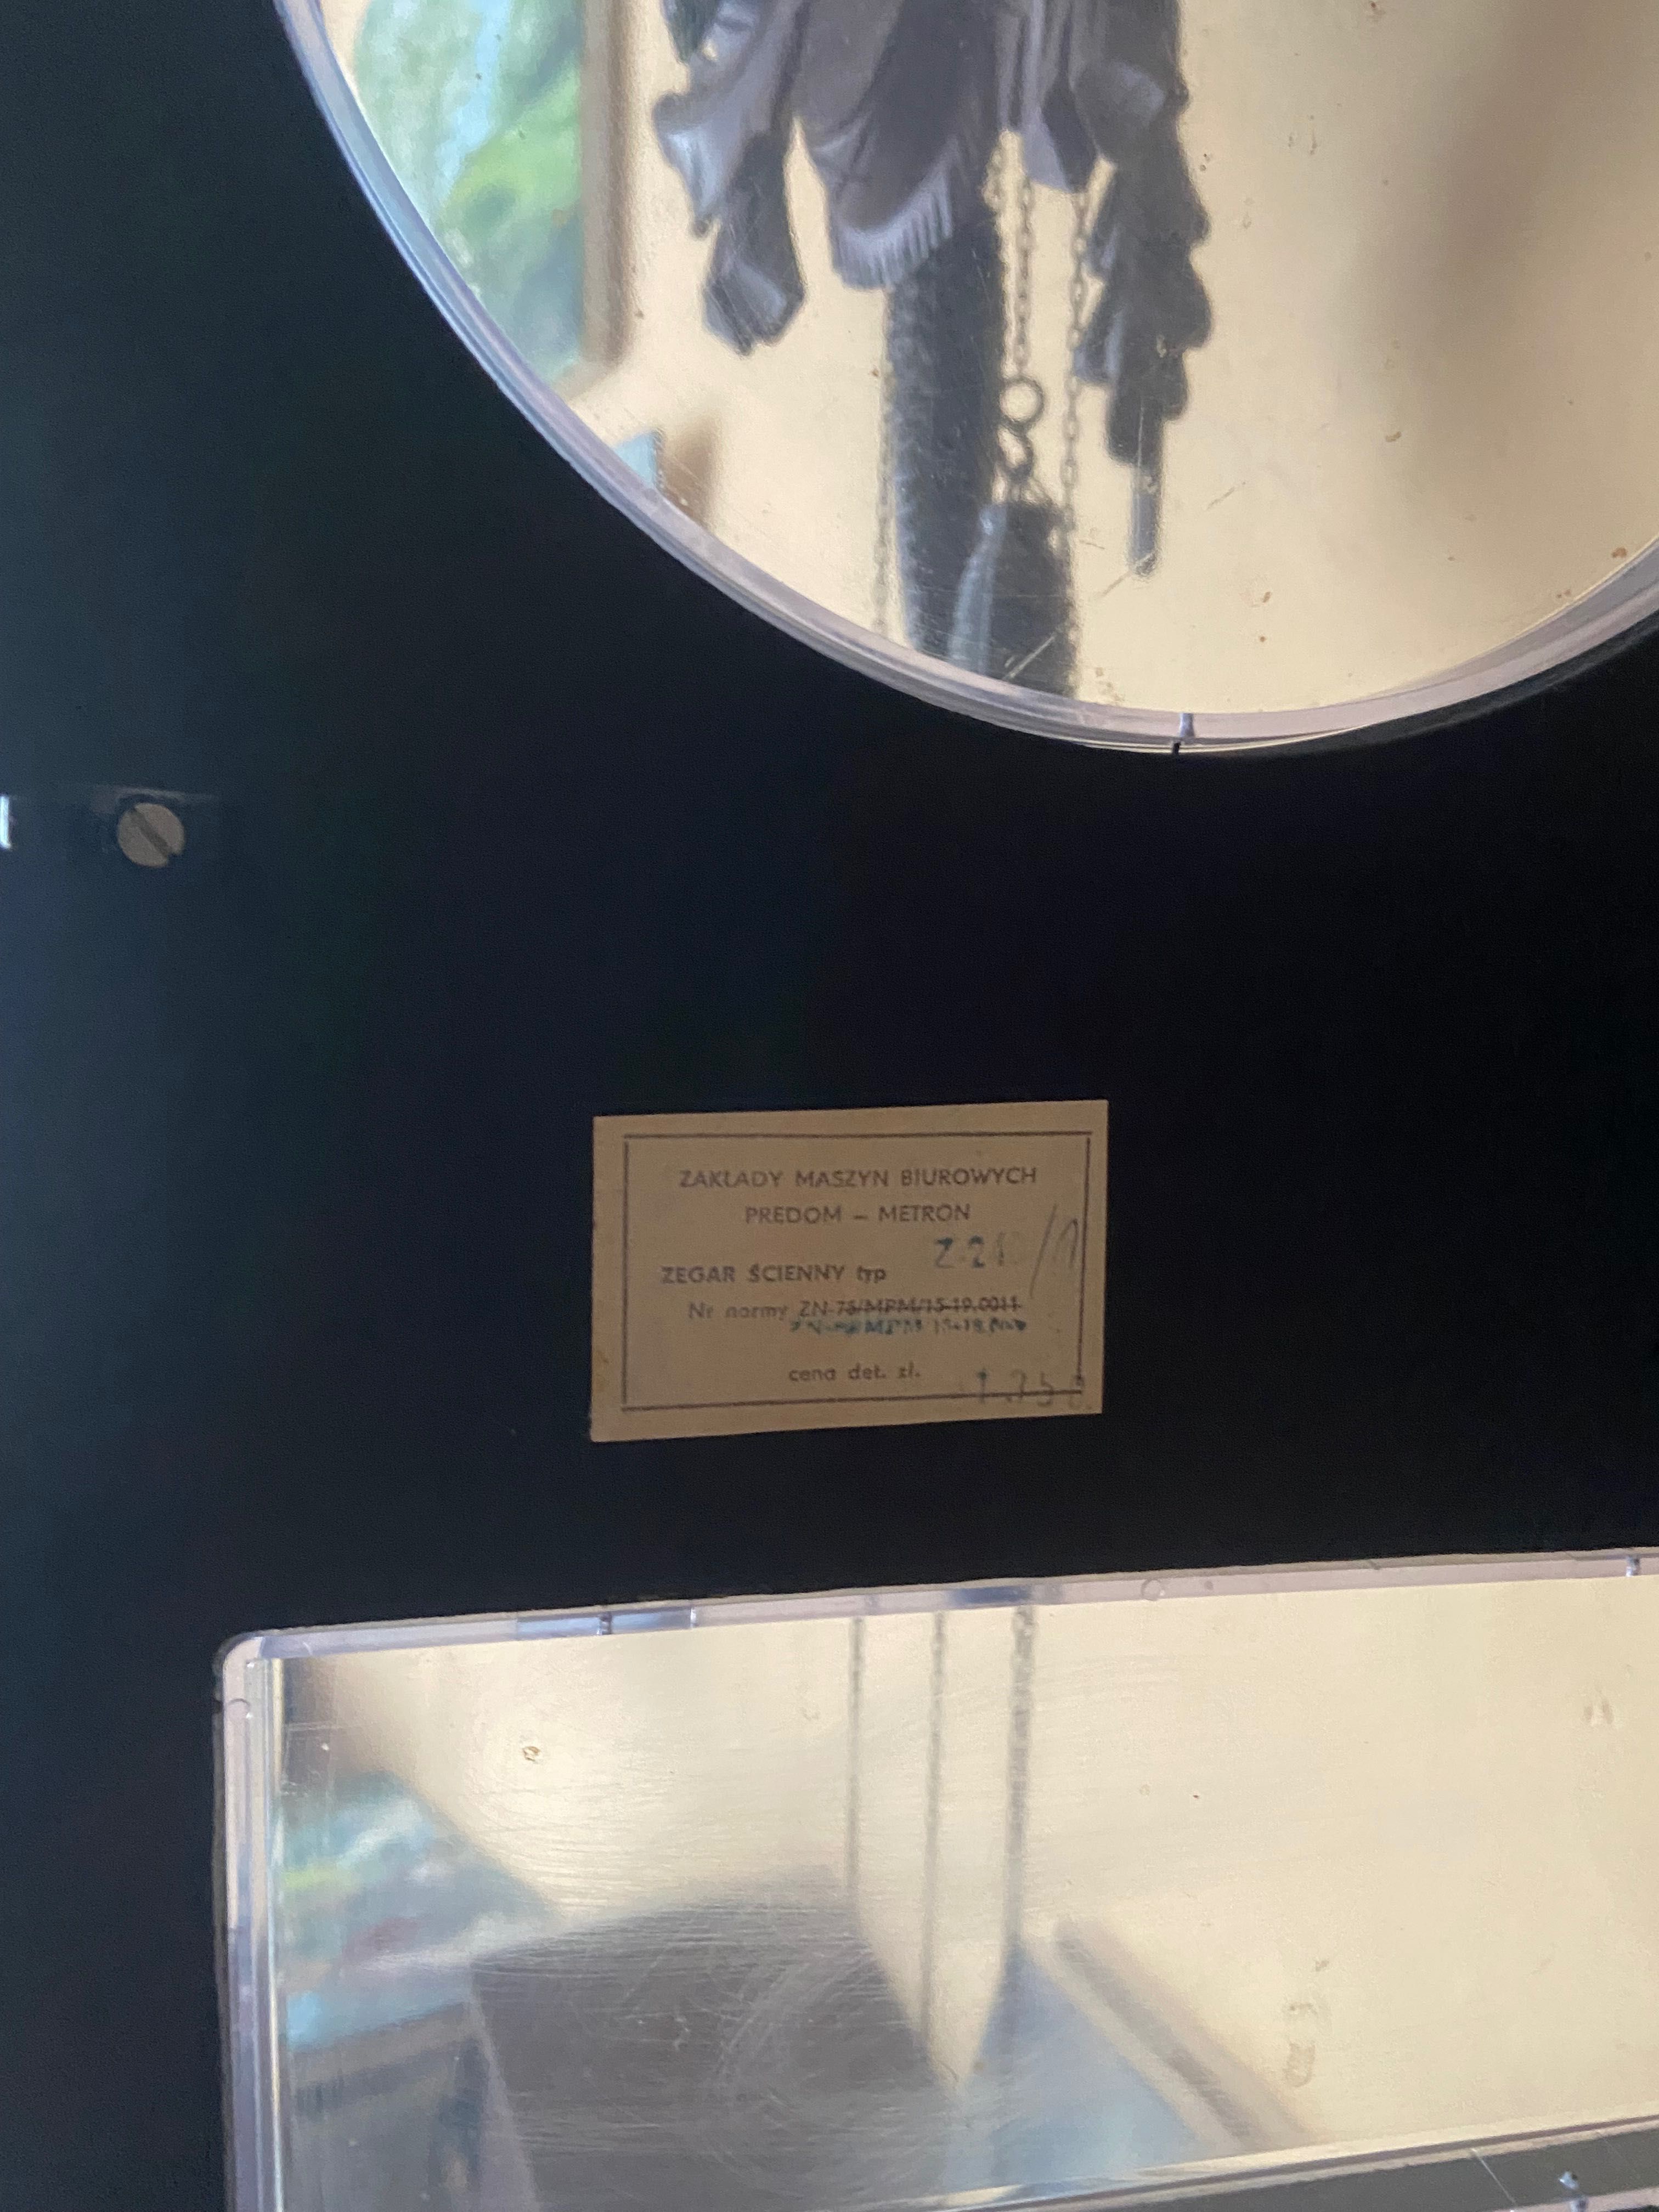 ZAKŁADY MASZYN BIUROWYCH
PREDOM – METRON
ZEGAR ŚCIENNY typ
Nr normy ZN-75/MPM/15-19.0011
cena det. zł.